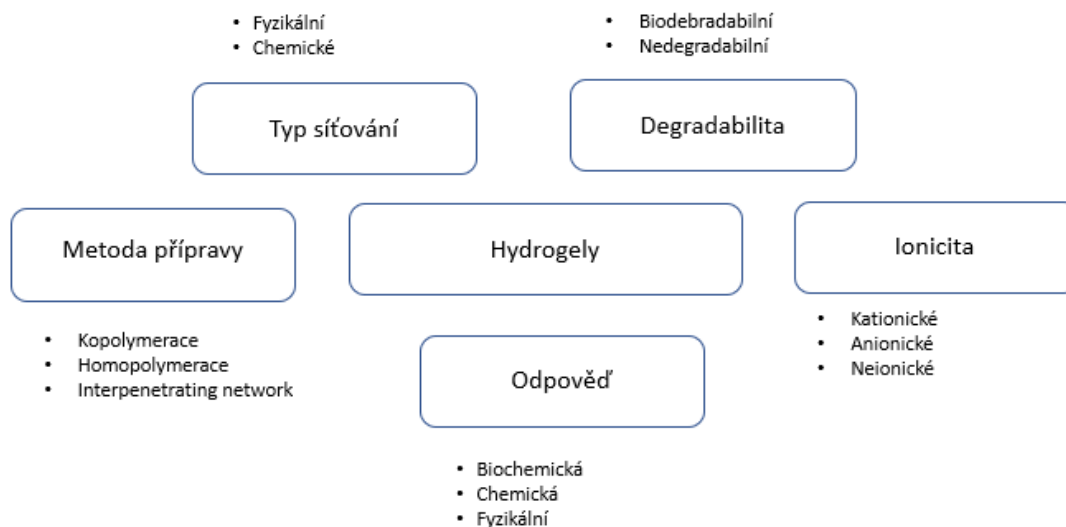 • Fyzikální
• Chemické
• Biodebradabilní
• Nedegradabilní
Typ síťování
Degradabilita
Metoda přípravy
Hydrogely
Ionicita
• Kopolymerace
• Homopolymerace
• Interpenetrating network
• Kationické
• Anionické
• Neionické
Odpověď
• Biochemická
• Chemická
• Fyzikální